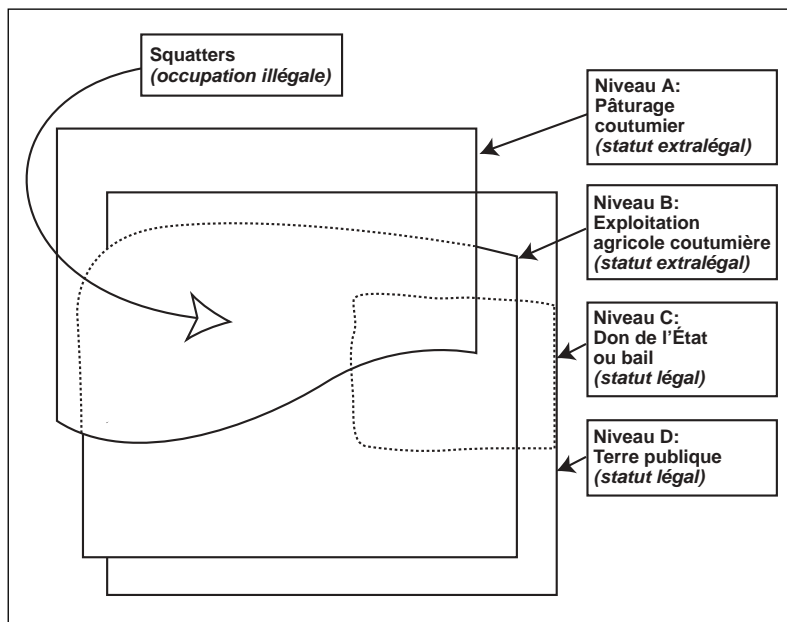 Squatters
(occupation illégale)
Niveau A:
Pâturage
coutumier
(statut extralégal)
Niveau B:
Exploitation
agricole coutumière
(statut extralégal)
Niveau C:
Don de l'État
ou bail
(statut légal)
Niveau D:
Terre publique
(statut légal)